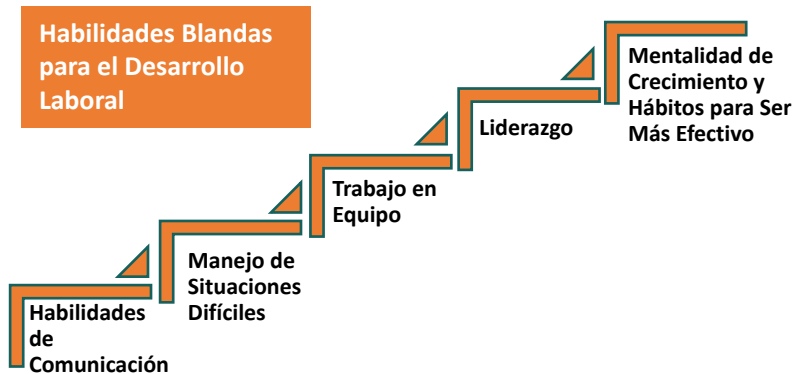 Habilidades Blandas
para el Desarrollo
Laboral
Habilidades
de
Comunicación
Manejo de
Situaciones
Difíciles
Trabajo en
Equipo
Liderazgo
Mentalidad de
Crecimiento y
Hábitos para Ser
Más Efectivo